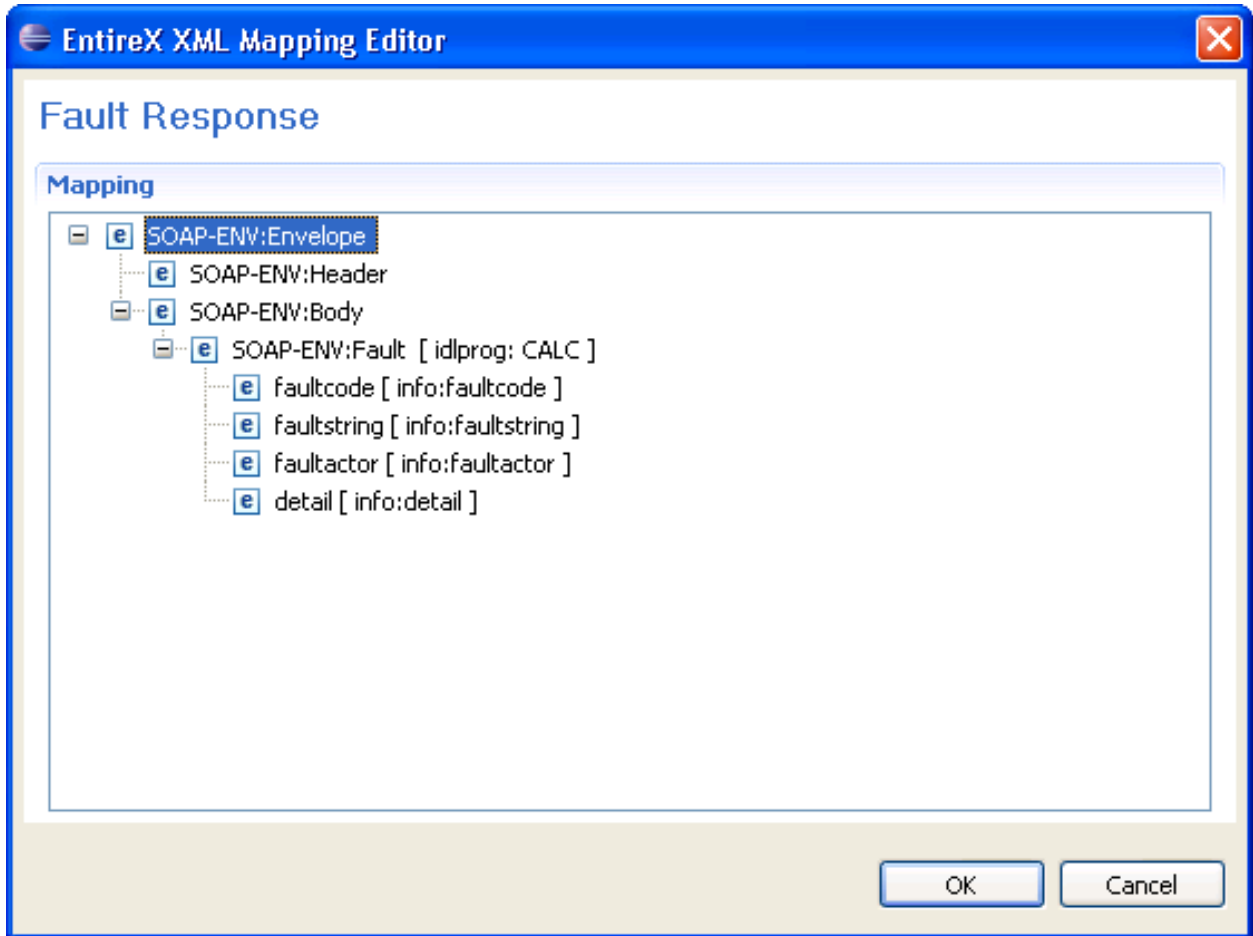 EntireX XML Mapping Editor
Fault Response
Mapping
SOAP-ENV:Envelope
SOAP-ENV:Header
SOAP-ENV:Body
SOAP-ENV:Fault [ idlprog: CALC ]
faultcode [ info:faultcode ]
faultstring [ info:faultstring ]
faultactor [ info:faultactor ]
detail [ info:detail ]
OK Cancel